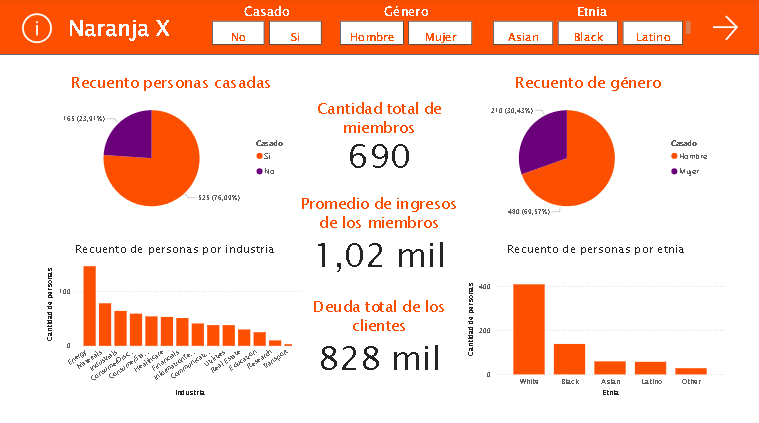 Naranja X
Casado
No
Si
Género
Hombre
Mujer
Etnia
Asian
Black
Latino
Recuento personas casadas
165 (23,91%)
525 (76,09%)
Casado
Si
No
Cantidad total de
miembros
690
Promedio de ingresos
de los miembros
1,02 mil
Deuda total de los
clientes
828 mil
Recuento de género
210 (30,43%)
480 (69,57%)
Casado
Hombre
Mujer
Recuento de personas por industria
Cantidad de personas
100
0
Energy
Materials
Industrials
ConsumerDisc...
ConsumerSta...
Healthcare
Financials
InformationTe...
Communicati...
Utilities
Real Estate
Education
Research
Transport
Industria
Recuento de personas por etnia
Cantidad de personas
400
200
0
White
Black
Asian
Latino
Other
Etnia